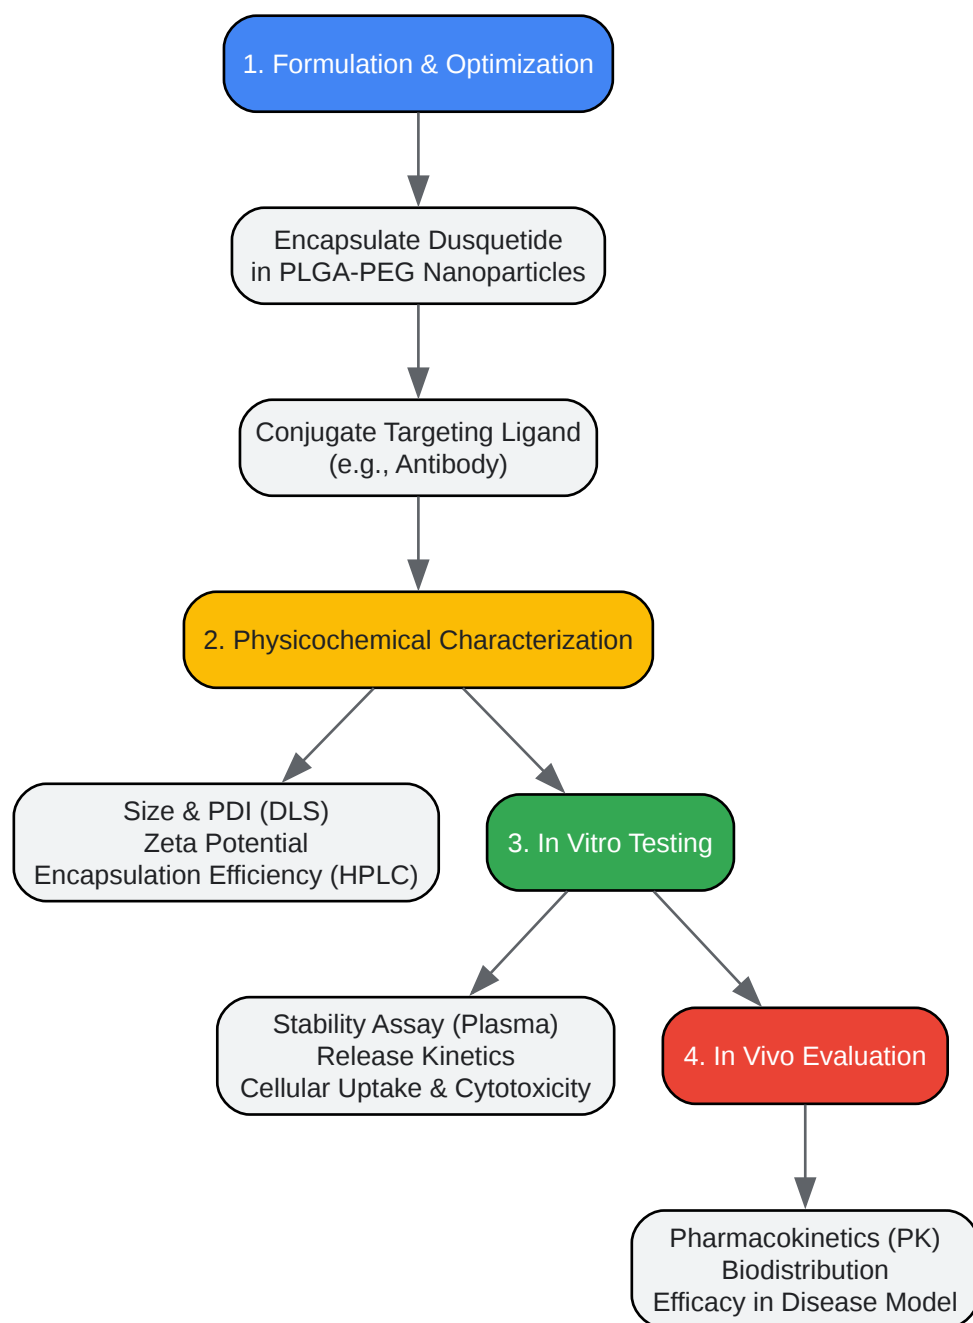 1. Formulation & Optimization
Encapsulate Dusquetide
in PLGA-PEG Nanoparticles
Conjugate Targeting Ligand
(e.g., Antibody)
2. Physicochemical Characterization
Size & PDI (DLS)
Zeta Potential
Encapsulation Efficiency (HPLC)
3. In Vitro Testing
Stability Assay (Plasma)
Release Kinetics
Cellular Uptake & Cytotoxicity
4. In Vivo Evaluation
Pharmacokinetics (PK)
Biodistribution
Efficacy in Disease Model